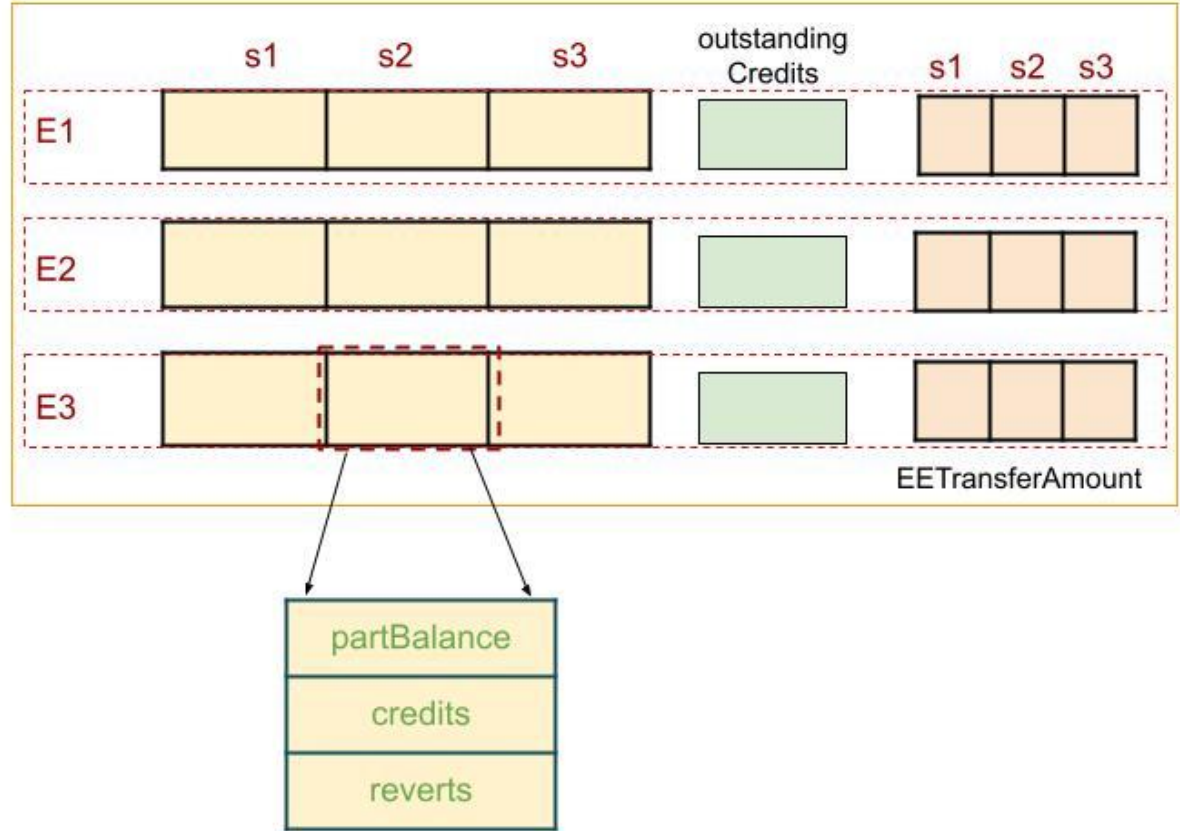 outstanding
Credits
s1 s2 s3
s1 s2 s3
E1
E2
E3
EETransferAmount
partBalance
credits
reverts